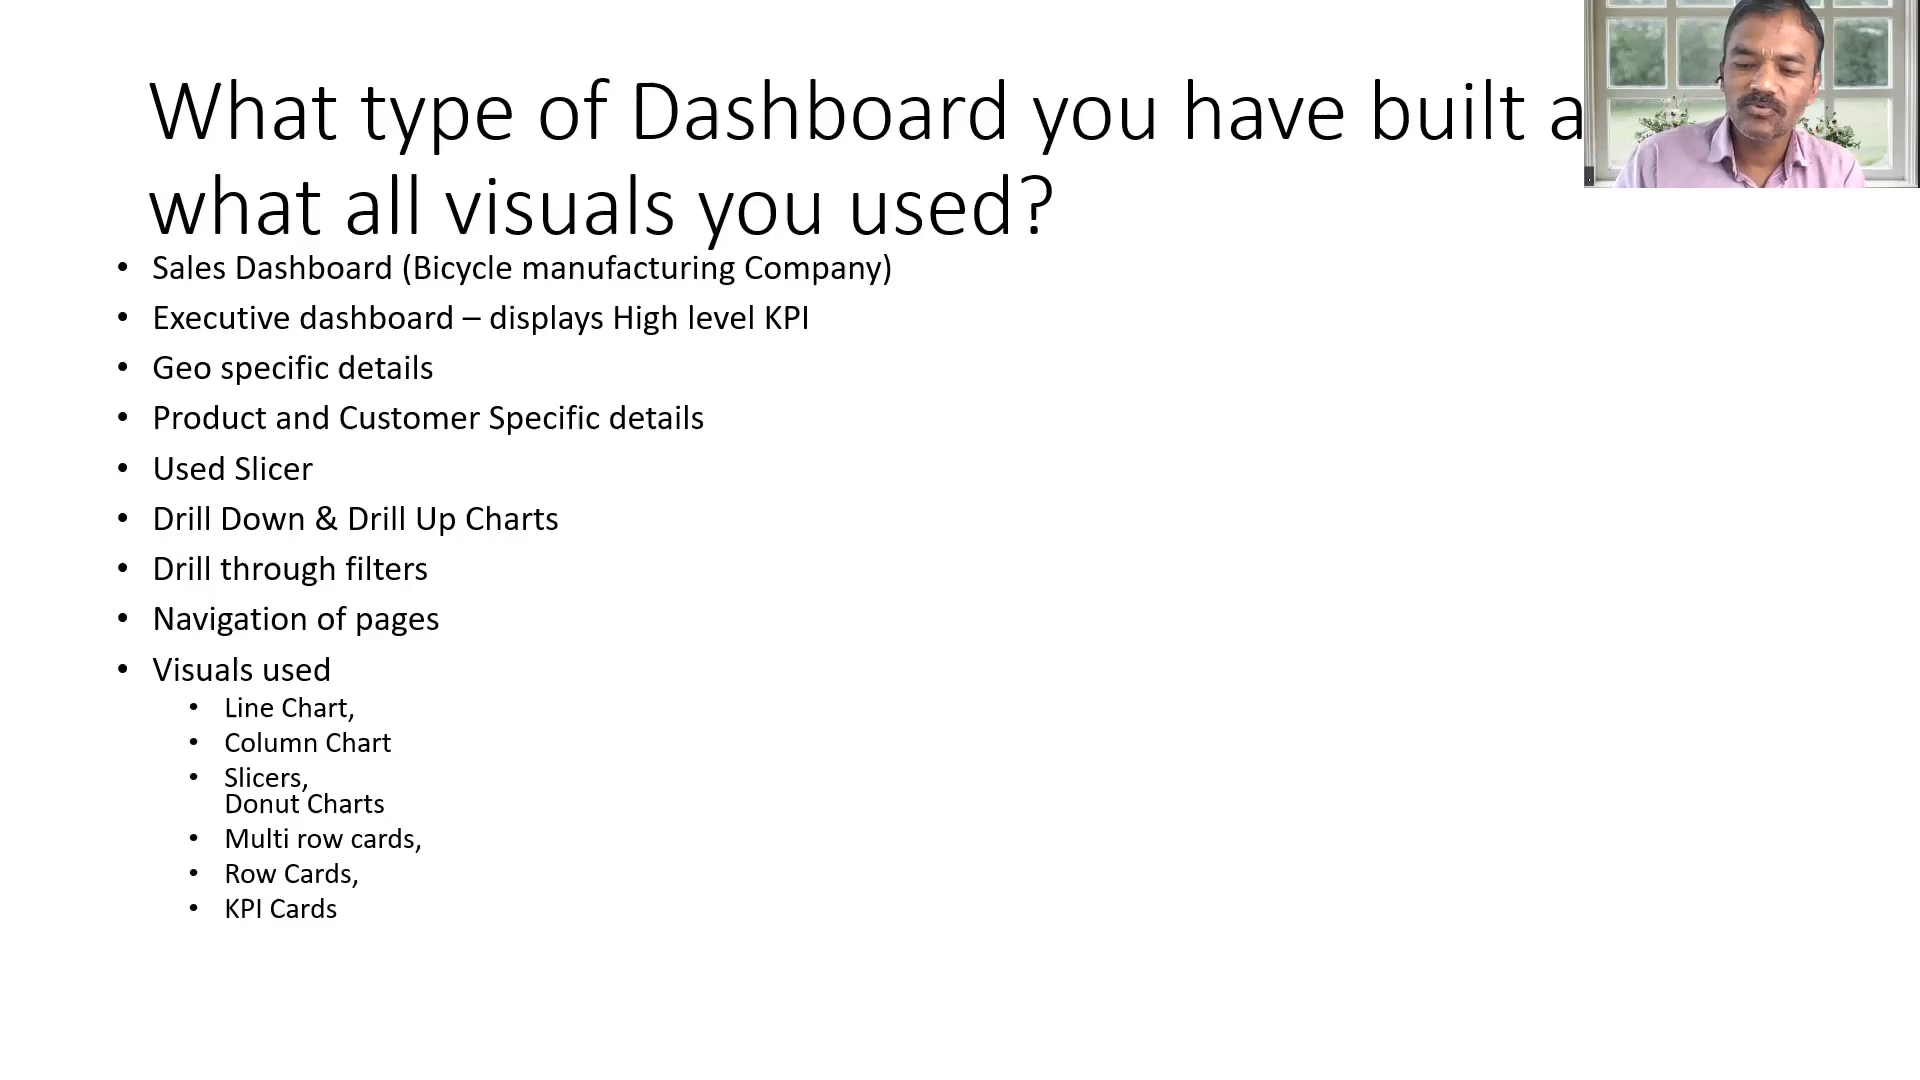 What type of Dashboard you have built a
what all visuals you used?
• Sales Dashboard (Bicycle manufacturing Company)
• Executive dashboard – displays High level KPI
• Geo specific details
• Product and Customer Specific details
• Used Slicer
• Drill Down & Drill Up Charts
• Drill through filters
• Navigation of pages
• Visuals used
• Line Chart,
• Column Chart
• Slicers,
Donut Charts
• Multi row cards,
• Row Cards,
• KPI Cards